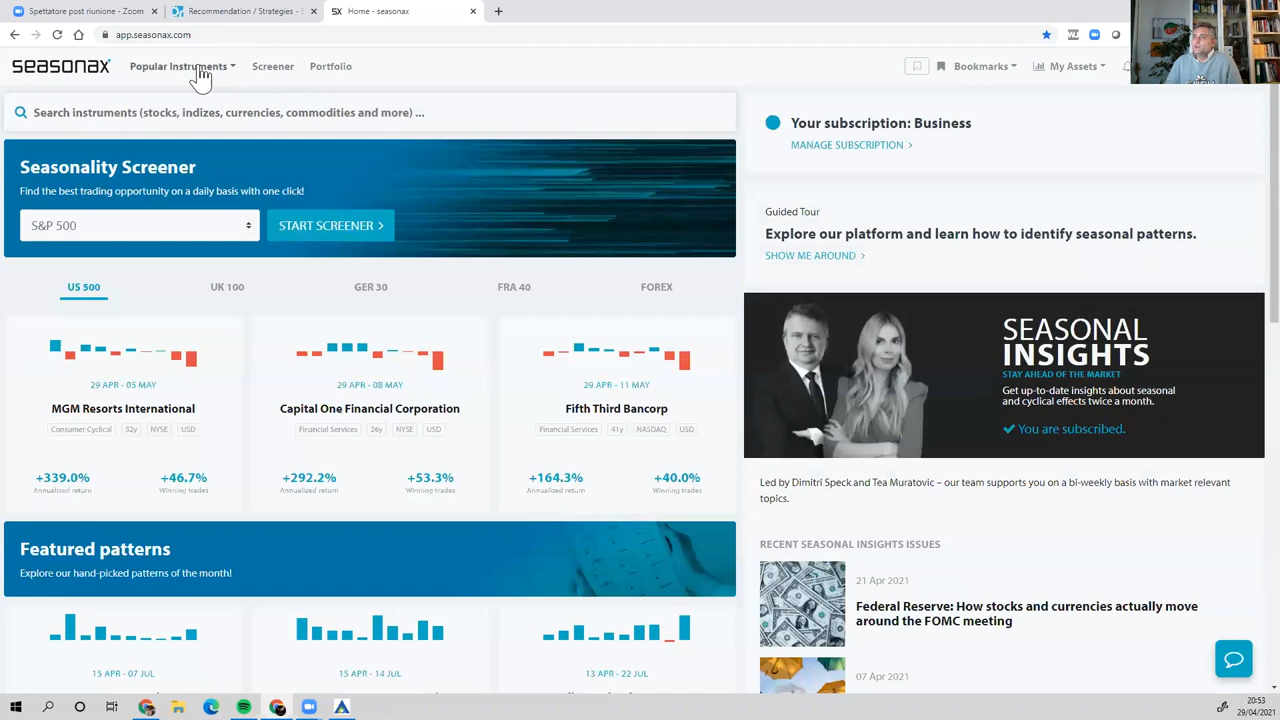 Spettatore post riunione - Zoom
Recommendation / Strategies -
SX Home - seasonax
app.seasonax.com
seasonax
Popular Instruments
Screener
Portfolio
Bookmarks
My Assets
Search instruments (stocks, indizes, currencies, commodities and more) ...
Seasonality Screener
Find the best trading opportunity on a daily basis with one click!
S&P 500
START SCREENER >
US 500
UK 100
GER 30
FRA 40
FOREX
29 APR - 05 MAY
MGM Resorts International
Consumer Cyclical
32y
NYSE
USD
+339.0%
+46.7%
Annualized return
Winning trades
29 APR - 08 MAY
Capital One Financial Corporation
Financial Services
26y
NYSE
USD
+292.2%
+53.3%
Annualized return
Winning trades
29 APR - 11 MAY
Fifth Third Bancorp
Financial Services
41y
NASDAQ
USD
+164.3%
+40.0%
Annualized return
Winning trades
Featured patterns
Explore our hand-picked patterns of the month!
15 APR - 07 JUL
15 APR - 14 JUL
13 APR - 22 JUL
Your subscription: Business
MANAGE SUBSCRIPTION >
Guided Tour
Explore our platform and learn how to identify seasonal patterns.
SHOW ME AROUND >
SEASONAL
INSIGHTS
STAY AHEAD OF THE MARKET
Get up-to-date insights about seasonal
and cyclical effects twice a month.
You are subscribed.
Led by Dimitri Speck and Tea Muratovic – our team supports you on a bi-weekly basis with market relevant
topics.
RECENT SEASONAL INSIGHTS ISSUES
21 Apr 2021
Federal Reserve: How stocks and currencies actually move
around the FOMC meeting
07 Apr 2021
20:53
29/04/2021